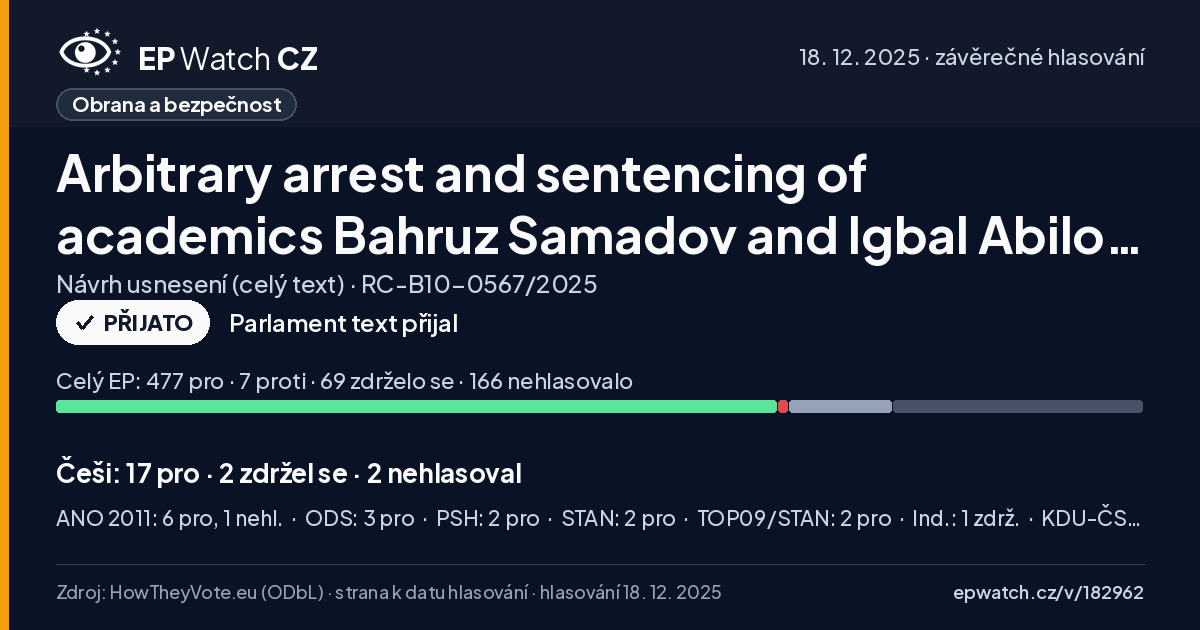 EP Watch CZ
18. 12. 2025 · závěrečné hlasování
Obrana a bezpečnost
Arbitrary arrest and sentencing of
academics Bahruz Samadov and Igbal Abilo…
Návrh usnesení (celý text) · RC-B10-0567/2025
✓ PŘIJATO
Parlament text přijal
Celý EP: 477 pro · 7 proti · 69 zdrželo se · 166 nehlasovalo
Češi: 17 pro · 2 zdržel se · 2 nehlasoval
ANO 2011: 6 pro, 1 nehl. · ODS: 3 pro · PSH: 2 pro · STAN: 2 pro · TOP09/STAN: 2 pro · Ind.: 1 zdrž. · KDU-ČS…
Zdroj: HowTheyVote.eu (ODbL) · strana k datu hlasování · hlasování 18. 12. 2025
epwatch.cz/v/182962